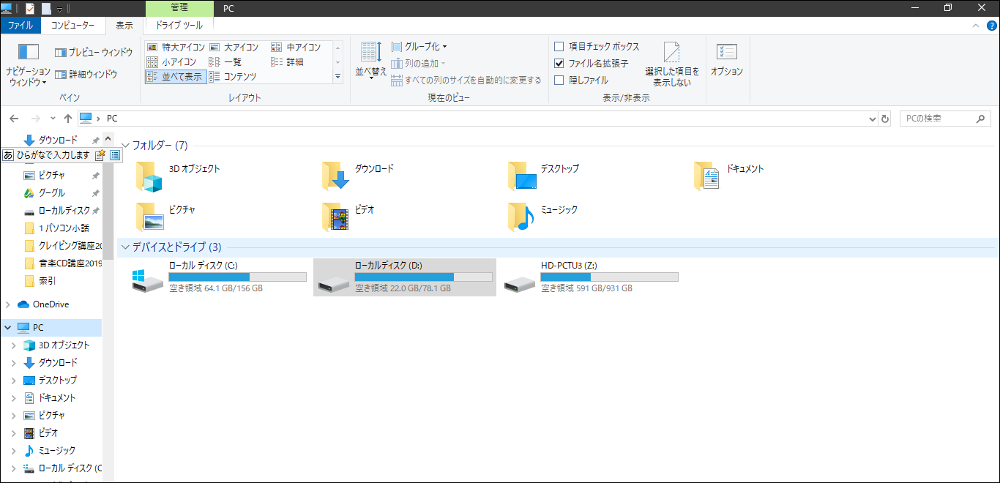 管理
PC
ファイル
コンピューター
表示
ドライブ ツール
ナビゲーション
ウィンドウ
プレビュー ウィンドウ
詳細ウィンドウ
ペイン
特大アイコン
大アイコン
中アイコン
小アイコン
一覧
詳細
並べて表示
コンテンツ
レイアウト
並べ替え
グループ化
列の追加
すべての列のサイズを自動的に変更する
現在のビュー
項目チェック ボックス
ファイル名拡張子
隠しファイル
選択した項目を
表示しない
表示/非表示
オプション
PC
PCの検索
ダウンロード
あ ひらがなで入力します
ピクチャ
グーグル
ローカルディスク
1 パソコン小話
クレイピング講座20
音楽CD講座2019
索引
OneDrive
PC
3D オブジェクト
ダウンロード
デスクトップ
ドキュメント
ピクチャ
ビデオ
ミュージック
ローカル ディスク (C
フォルダー (7)
3D オブジェクト
ダウンロード
デスクトップ
ドキュメント
ピクチャ
ビデオ
ミュージック
デバイスとドライブ (3)
ローカル ディスク (C:)
空き領域 64.1 GB/156 GB
ローカルディスク (D:)
空き領域 22.0 GB/78.1 GB
HD-PCTU3 (Z:)
空き領域 591 GB/931 GB